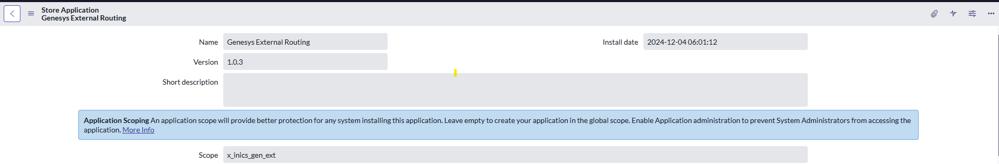 Store Application
Genesys External Routing
Name Genesys External Routing
Install date 2024-12-04 06:01:12
Version 1.0.3
Short description
Application Scoping An application scope will provide better protection for any system installing this application. Leave empty to create your application in the global scope. Enable Application administration to prevent System Administrators from accessing the
application. More Info
Scope x_inics_gen_ext